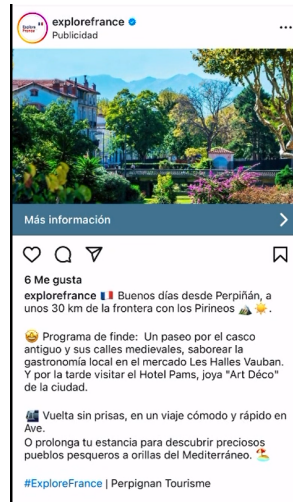 explorefrance
Publicidad
Explore
France
Más información
6 Me gusta
explorefrance 🇫🇷 Buenos días desde Perpiñán, a
unos 30 km de la frontera con los Pirineos ⛰️☀️.
🤩 Programa de finde: Un paseo por el casco
antiguo y sus calles medievales, saborear la
gastronomía local en el mercado Les Halles Vauban.
Y por la tarde visitar el Hotel Pams, joya "Art Déco"
de la ciudad.
🌃 Vuelta sin prisas, en un viaje cómodo y rápido en
Ave.
O prolonga tu estancia para descubrir preciosos
pueblos pesqueros a orillas del Mediterráneo. 🏖️
#ExploreFrance | Perpignan Tourisme